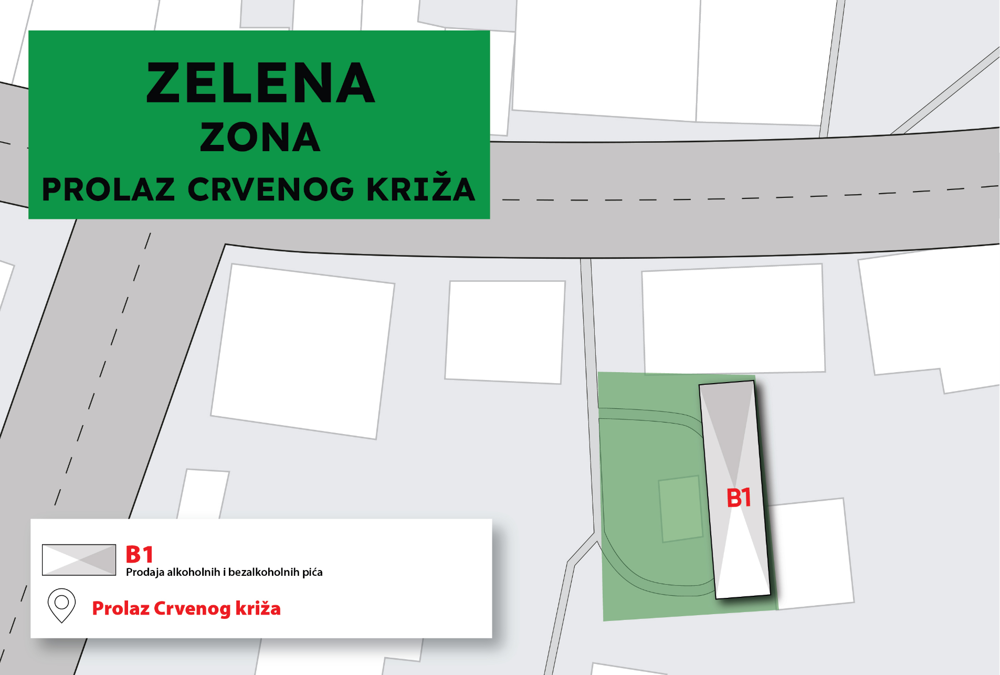 ZELENA
ZONA
PROLAZ CRVENOG KRIŽA
B1
B1
Prodaja alkoholnih i bezalkoholnih pića
Prolaz Crvenog križa